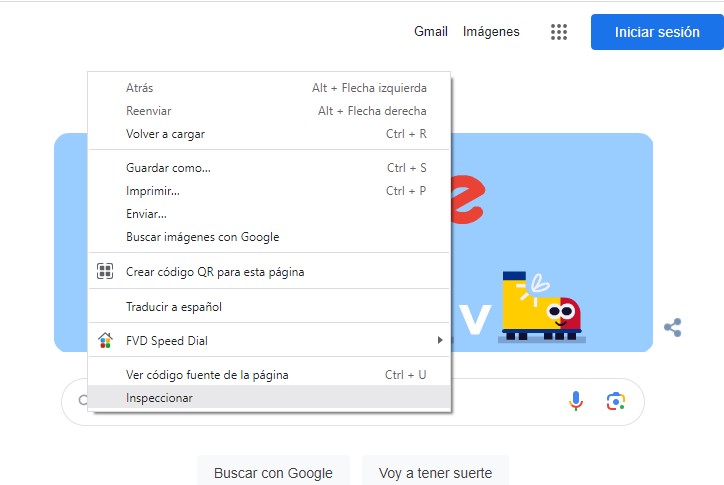 Gmail Imágenes Iniciar sesión
Atrás Alt + Flecha izquierda
Reenviar Alt + Flecha derecha
Volver a cargar Ctrl + R
Guardar como... Ctrl + S
Imprimir... Ctrl + P
Enviar...
Buscar imágenes con Google
Crear código QR para esta página
Traducir a español
FVD Speed Dial
Ver código fuente de la página Ctrl + U
Inspeccionar
e
v
Buscar con Google Voy a tener suerte